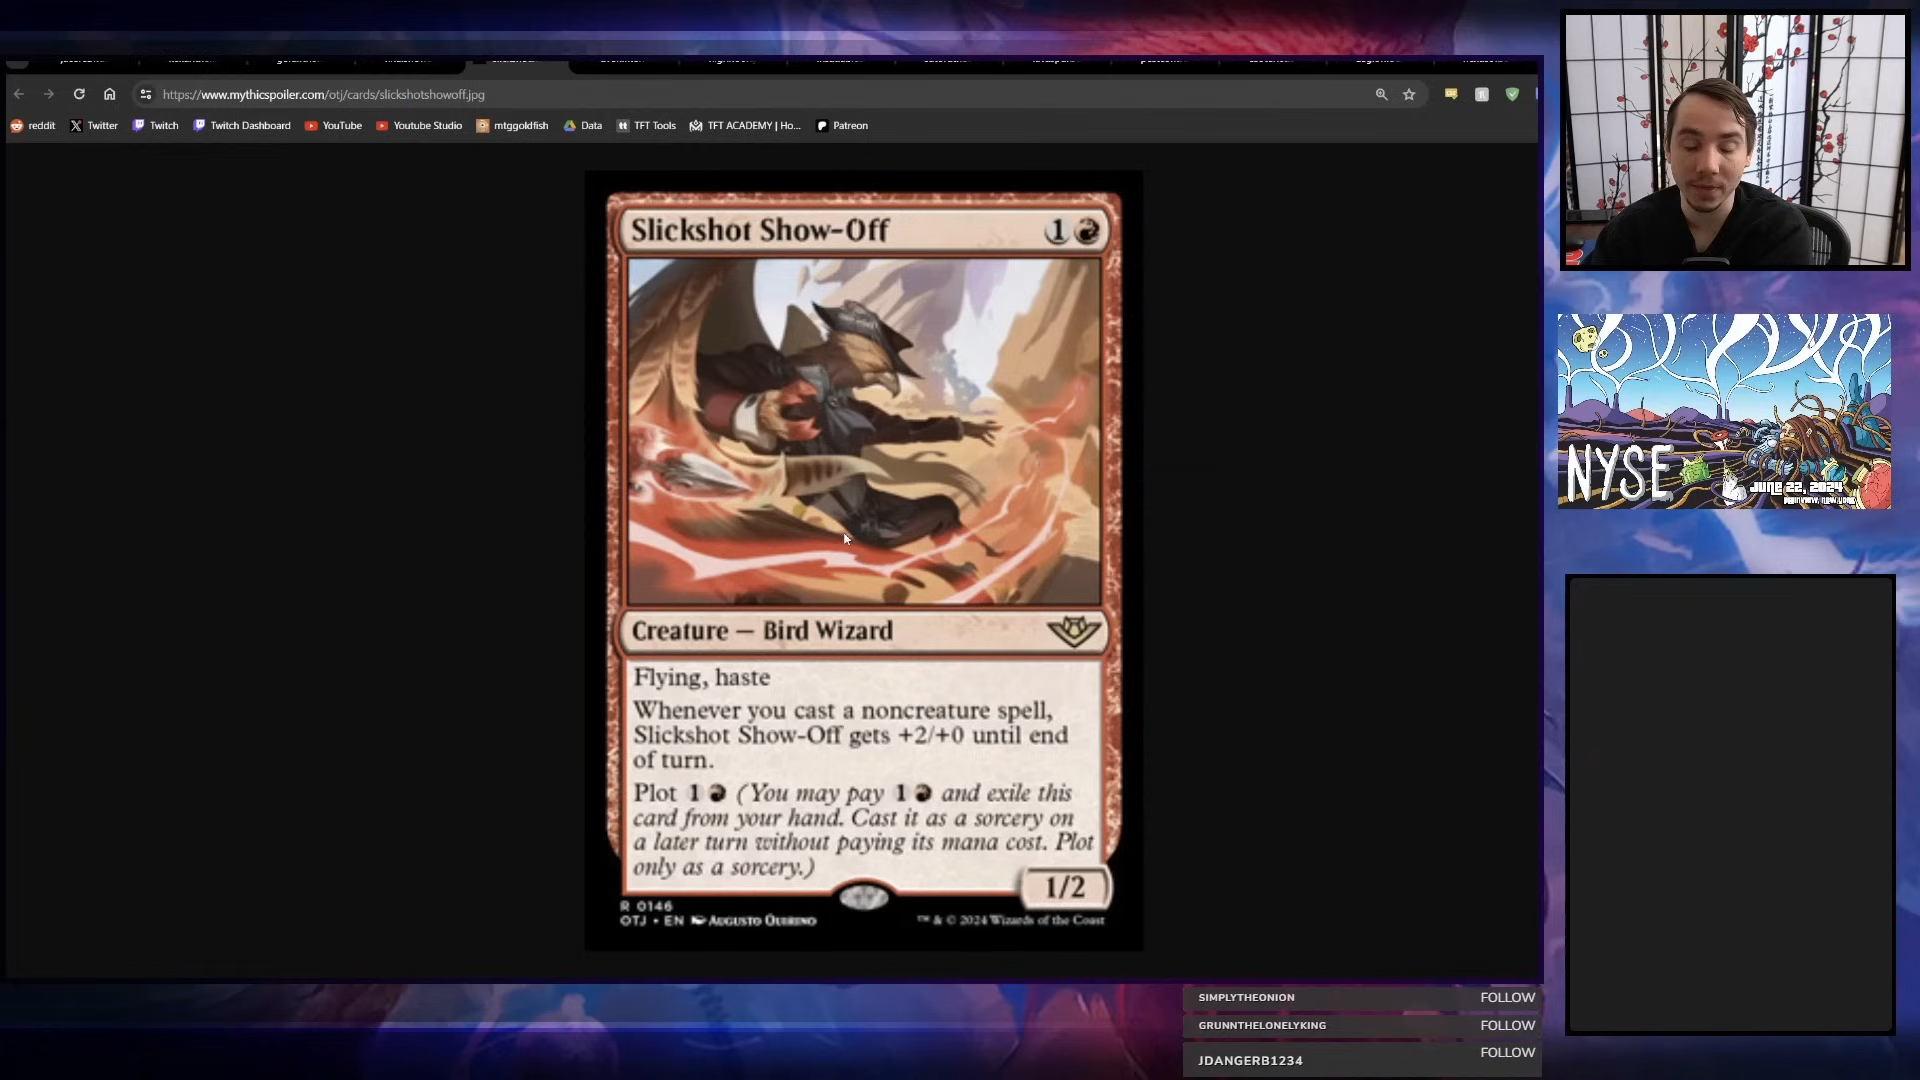 https://www.mythicspoiler.com/otj/cards/slickshotshowoff.jpg
reddit Twitter Twitch Twitch Dashboard YouTube Youtube Studio mtggoldfish Data TFT Tools TFT ACADEMY | Ho... Patreon
Slickshot Show-Off 1
Creature — Bird Wizard
Flying, haste
Whenever you cast a noncreature spell,
Slickshot Show-Off gets +2/+0 until end
of turn.
Plot 1 (You may pay 1 and exile this
card from your hand. Cast it as a sorcery on
a later turn without paying its mana cost. Plot
only as a sorcery.)
1/2
R 0146
OTJ • EN AUGUSTO QUIRINO
™ & © 2024 Wizards of the Coast
NYSE
JUNE 22, 2024
PLAINVIEW, NEW YORK
SIMPLYTHEONION FOLLOW
GRUNNTHELONELYKING FOLLOW
JDANGERB1234 FOLLOW